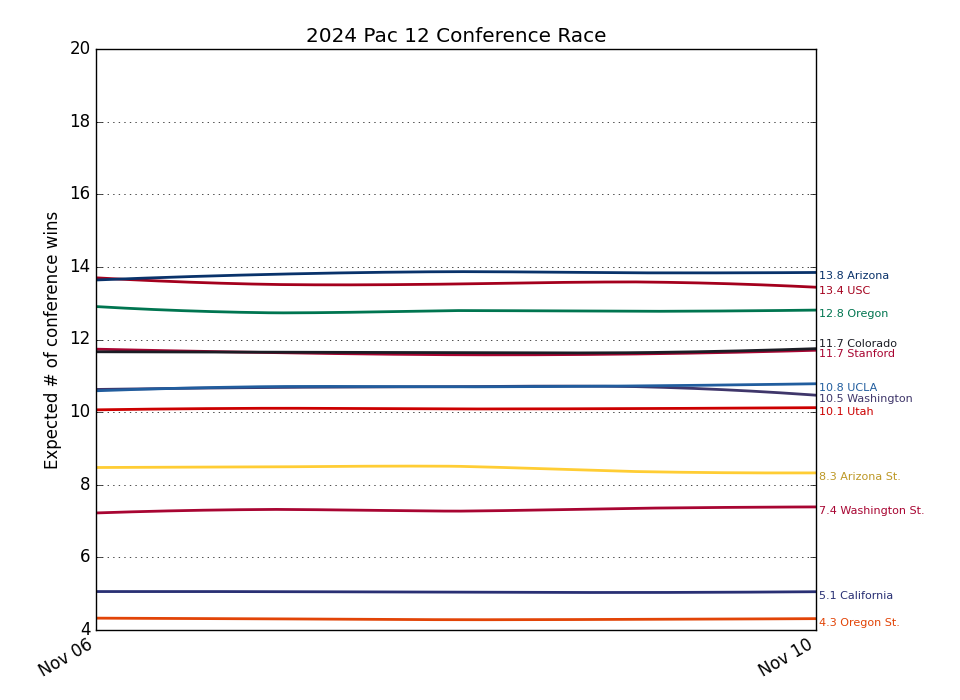 2024 Pac 12 Conference Race
Expected # of conference wins
20
18
16
14
12
10
8
6
4
Nov 06
Nov 10
13.8 Arizona
13.4 USC
12.8 Oregon
11.7 Colorado
11.7 Stanford
10.8 UCLA
10.5 Washington
10.1 Utah
8.3 Arizona St.
7.4 Washington St.
5.1 California
4.3 Oregon St.